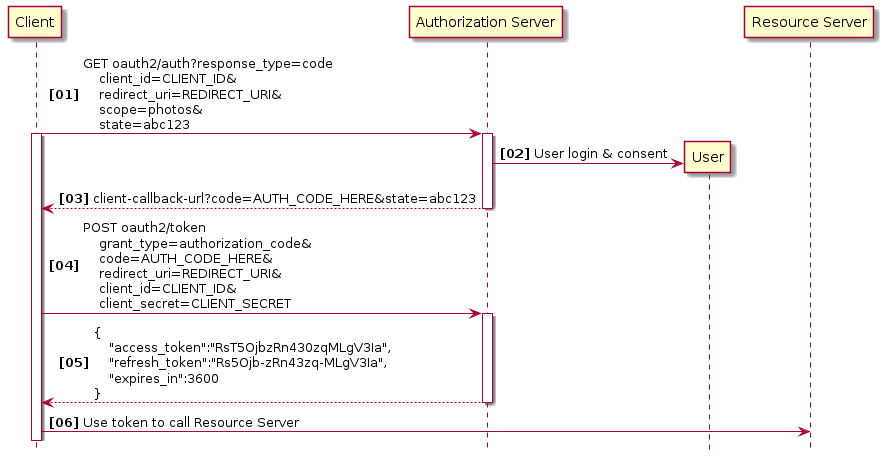 Client
Authorization Server
Resource Server
GET oauth2/auth?response_type=code
client_id=CLIENT_ID&
[01] redirect_uri=REDIRECT_URI&
scope=photos&
state=abc123
[02] User login & consent
User
[03] client-callback-url?code=AUTH_CODE_HERE&state=abc123
POST oauth2/token
grant_type=authorization_code&
code=AUTH_CODE_HERE&
[04] redirect_uri=REDIRECT_URI&
client_id=CLIENT_ID&
client_secret=CLIENT_SECRET
{
"access_token":"RsT5OjbzRn430zqMLgV3Ia",
[05] "refresh_token":"Rs5Ojb-zRn43zq-MLgV3Ia",
"expires_in":3600
}
[06] Use token to call Resource Server